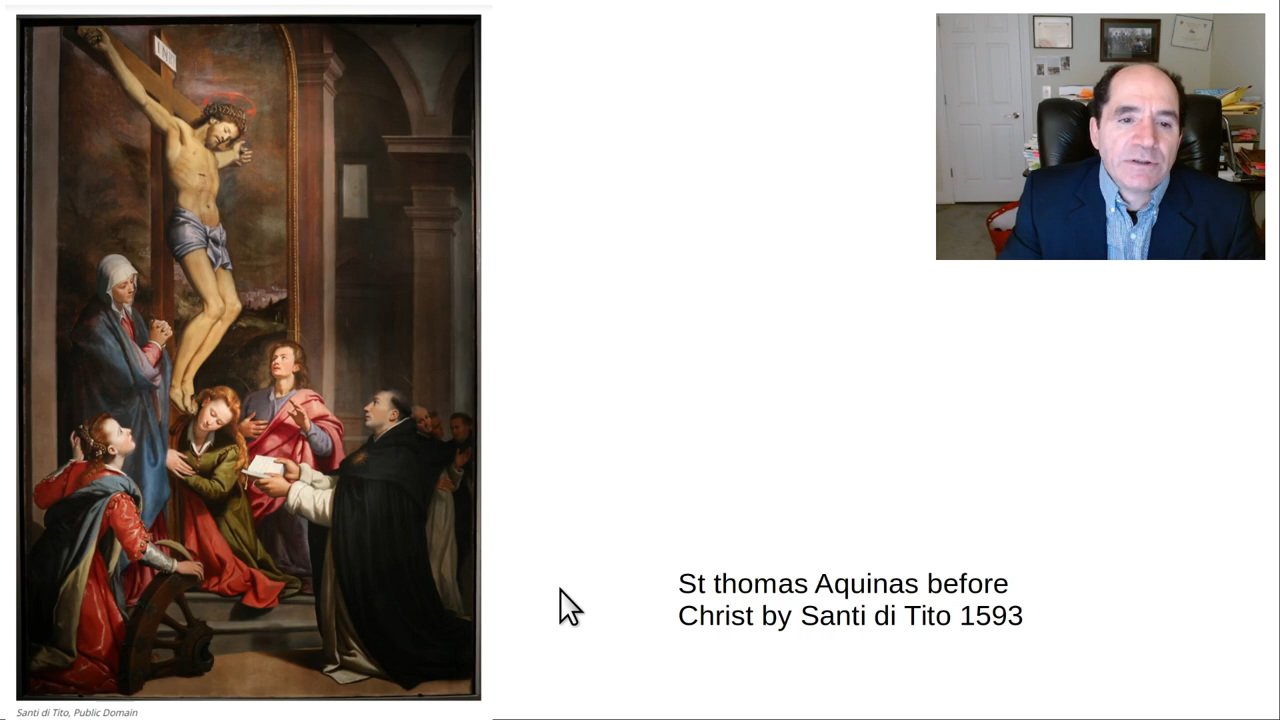 INRI
St thomas Aquinas before
Christ by Santi di Tito 1593
Santi di Tito, Public Domain